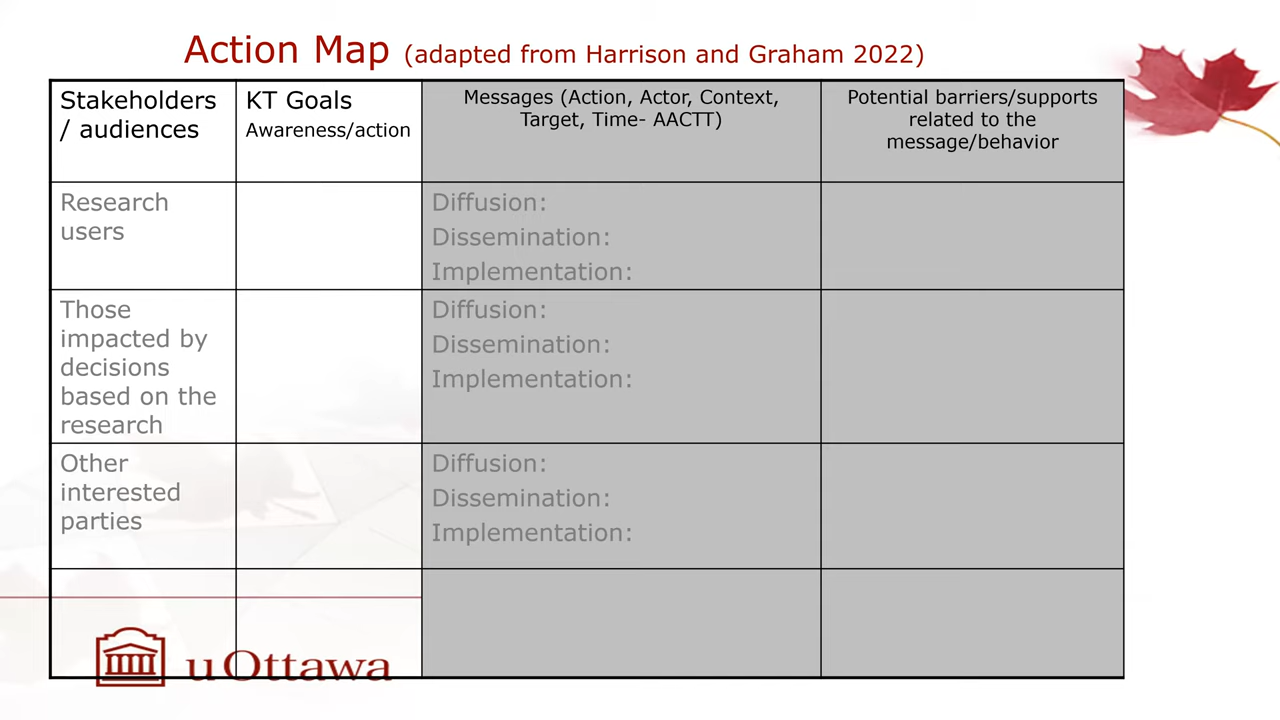 Action Map (adapted from Harrison and Graham 2022)
Stakeholders
/ audiences
KT Goals
Awareness/action
Messages (Action, Actor, Context,
Target, Time- AACTT)
Potential barriers/supports
related to the
message/behavior
Research
users
Diffusion:
Dissemination:
Implementation:
Those
impacted by
decisions
based on the
research
Diffusion:
Dissemination:
Implementation:
Other
interested
parties
Diffusion:
Dissemination:
Implementation:
uOttawa